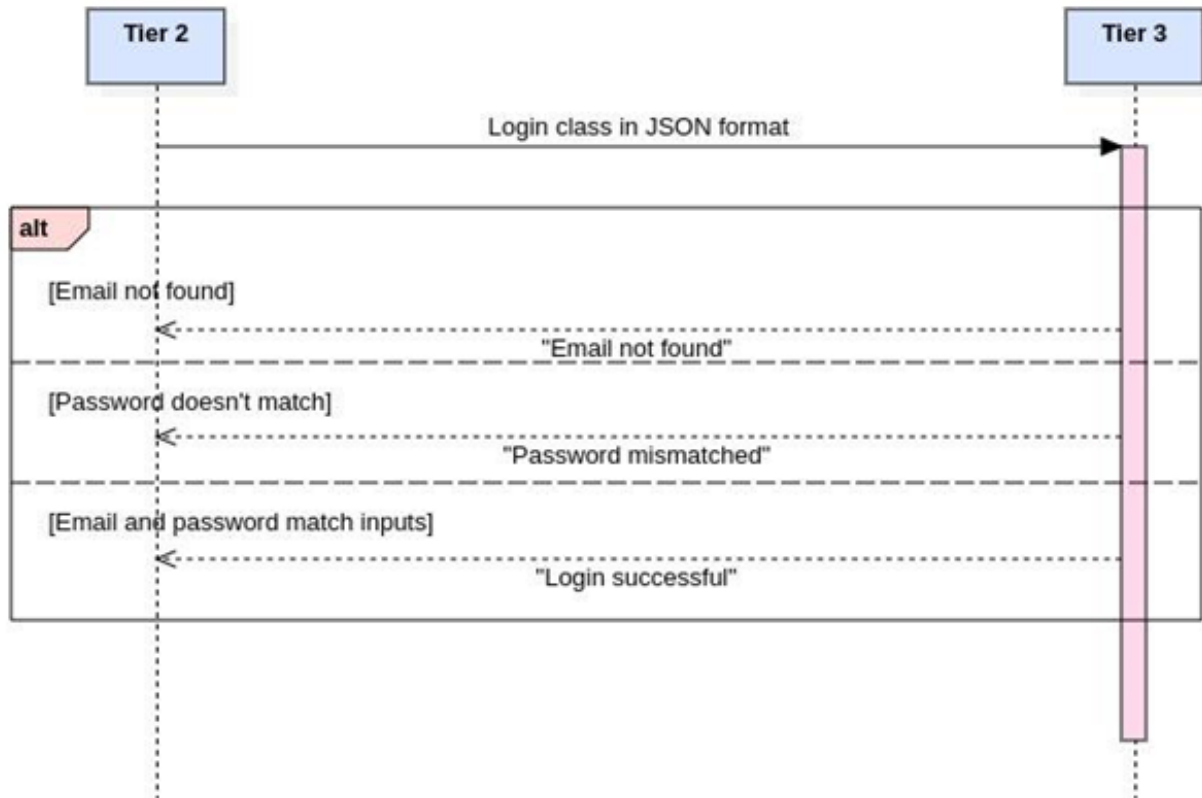 Tier 2
Tier 3
Login class in JSON format
alt
[Email not found]
"Email not found"
[Password doesn't match]
"Password mismatched"
[Email and password match inputs]
"Login successful"